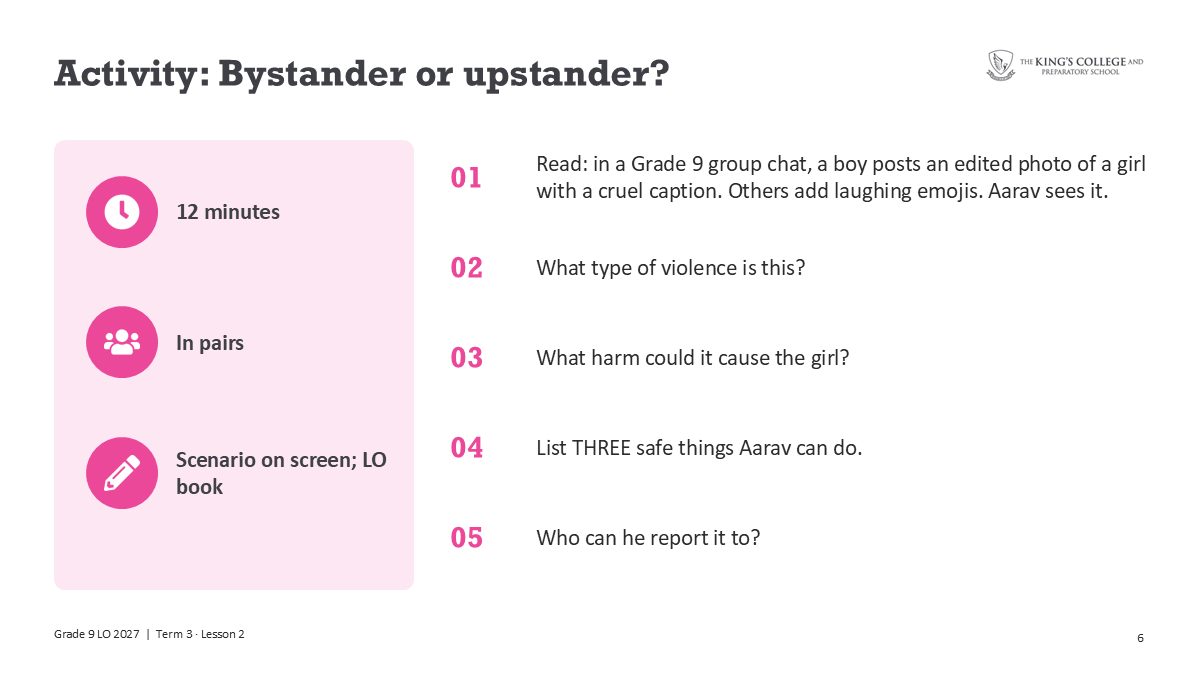 Activity: Bystander or upstander?
THE KING'S COLLEGE AND
PREPARATORY SCHOOL
12 minutes
In pairs
Scenario on screen; LO
book
01
Read: in a Grade 9 group chat, a boy posts an edited photo of a girl
with a cruel caption. Others add laughing emojis. Aarav sees it.
02
What type of violence is this?
03
What harm could it cause the girl?
04
List THREE safe things Aarav can do.
05
Who can he report it to?
Grade 9 LO 2027 | Term 3 · Lesson 2
6